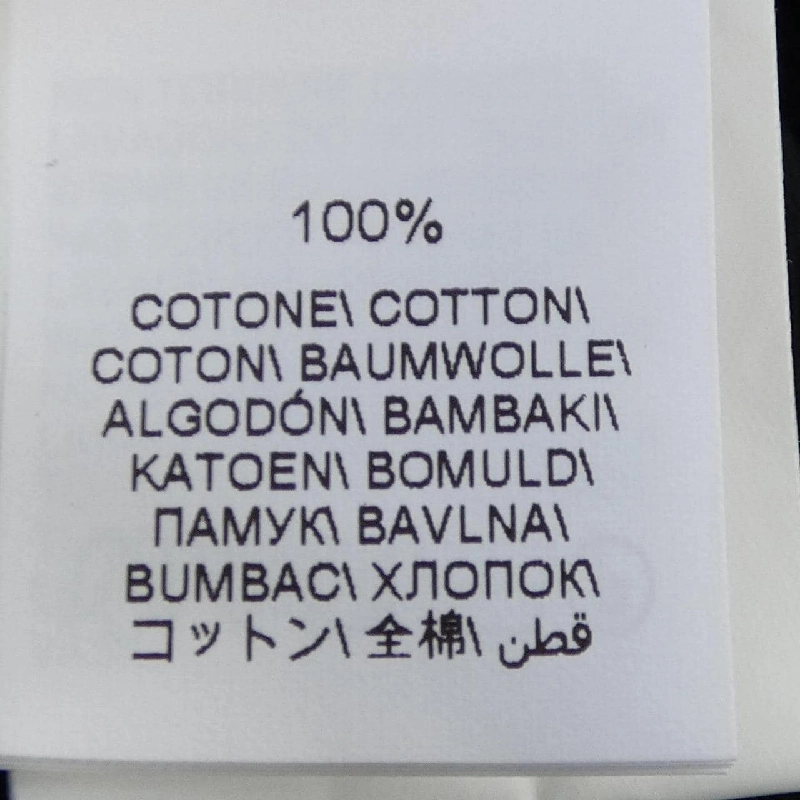 100%
COTONE\ COTTON\
COTON\ BAUMWOLLE\
ALGODÓN\ BAMBAKI\
KATOEN\ BOMULD\
ПАМУК\ BAVLNA\
BUMBAC\ ХЛОПОК\
コットン\ 全棉\ قطن